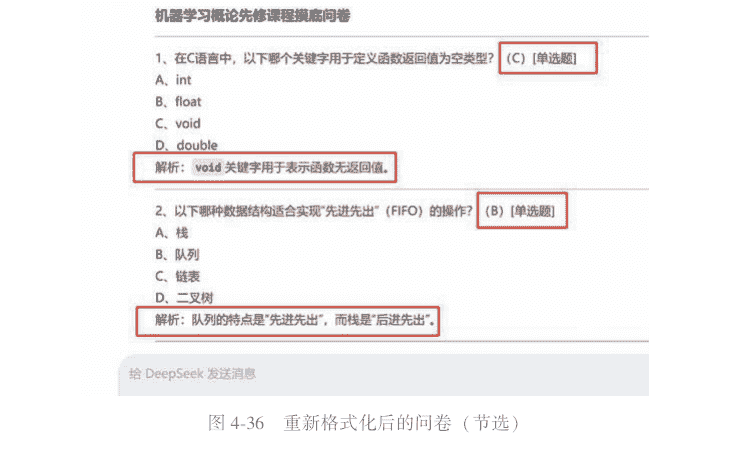 机器学习概论先修课程摸底问卷
1、在C语言中，以下哪个关键字用于定义函数返回值为空类型？（C）[单选题]
A、int
B、float
C、void
D、double
解析：void关键字用于表示函数无返回值。
2、以下哪种数据结构适合实现“先进先出”（FIFO）的操作？（B）[单选题]
A、栈
B、队列
C、链表
D、二叉树
解析：队列的特点是“先进先出”，而栈是“后进先出”。
给 DeepSeek 发送消息
图 4-36 重新格式化后的问卷（节选）